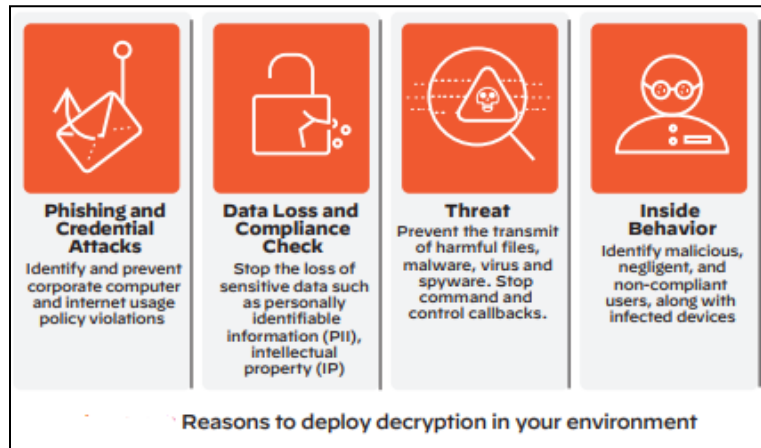 Phishing and
Credential
Attacks
Identify and prevent
corporate computer
and internet usage
policy violations
Data Loss and
Compliance
Check
Stop the loss of
sensitive data such
as personally
identifiable
information (PII),
intellectual
property (IP)
Threat
Prevent the transmit
of harmful files,
malware, virus and
spyware. Stop
command and
control callbacks.
Inside
Behavior
Identify malicious,
negligent, and
non-compliant
users, along with
infected devices
Reasons to deploy decryption in your environment